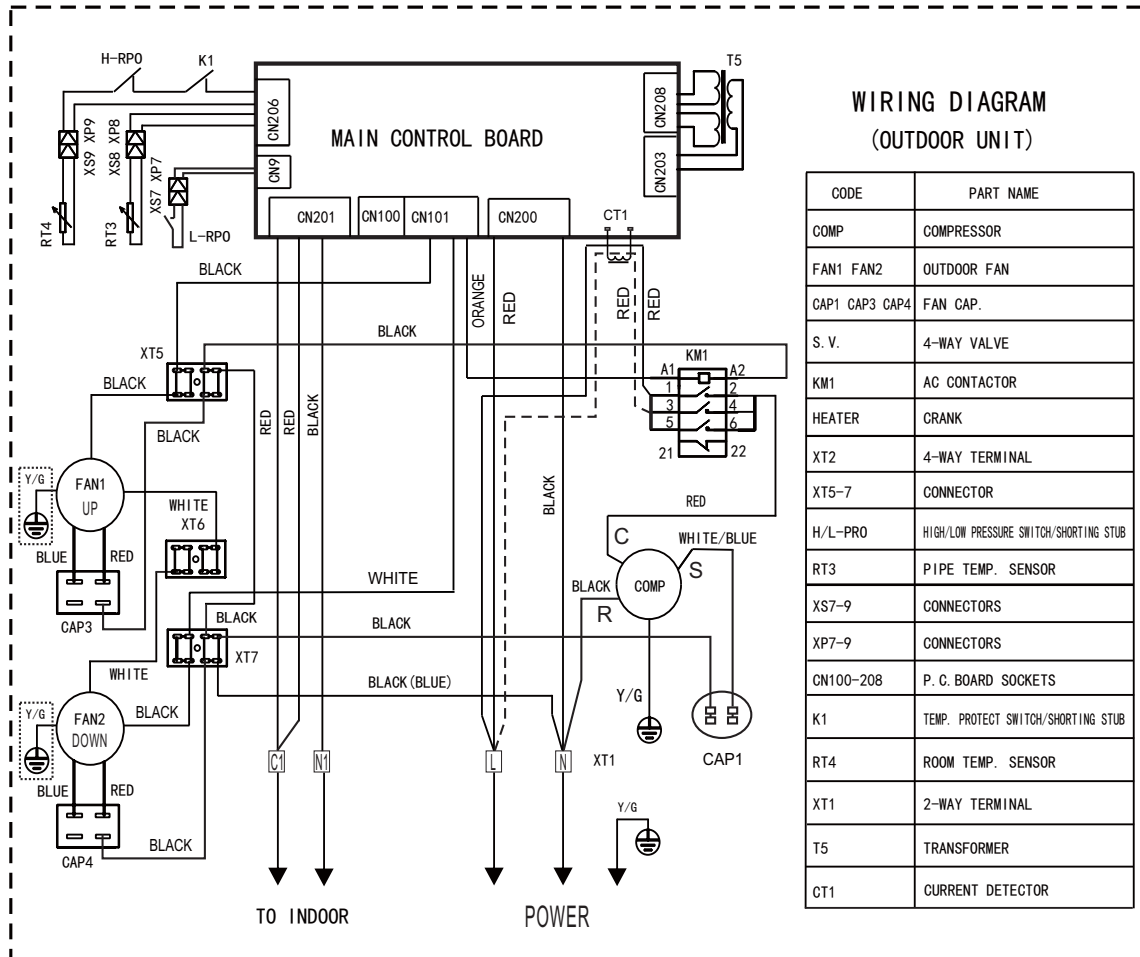 H-RPO
K1
T5
XS9 XP9
XS8 XP8
XS7 XP7
CN206
CN9
MAIN CONTROL BOARD
CN208
CN203
RT4
RT3
L-RPO
CN201
CN100
CN101
CN200
CT1
BLACK
ORANGE
RED
RED
RED
BLACK
KM1
XT5
A1
A2
BLACK
1
2
3
4
5
6
21
22
BLACK
RED
RED
BLACK
Y/G
FAN1
UP
WHITE
XT6
BLACK
RED
BLUE
RED
C
WHITE/BLUE
S
COMP
BLACK
R
WHITE
CAP3
BLACK
BLACK
XT7
WHITE
BLACK(BLUE)
Y/G
Y/G
FAN2
DOWN
BLACK
C1
N1
L
N
XT1
CAP1
BLUE
RED
Y/G
BLACK
CAP4
TO INDOOR
POWER
WIRING DIAGRAM
(OUTDOOR UNIT)
CODE PART NAME
COMP COMPRESSOR
FAN1 FAN2 OUTDOOR FAN
CAP1 CAP3 CAP4 FAN CAP.
S.V. 4-WAY VALVE
KM1 AC CONTACTOR
HEATER CRANK
XT2 4-WAY TERMINAL
XT5-7 CONNECTOR
H/L-PRO HIGH/LOW PRESSURE SWITCH/SHORTING STUB
RT3 PIPE TEMP. SENSOR
XS7-9 CONNECTORS
XP7-9 CONNECTORS
CN100-208 P.C.BOARD SOCKETS
K1 TEMP. PROTECT SWITCH/SHORTING STUB
RT4 ROOM TEMP. SENSOR
XT1 2-WAY TERMINAL
T5 TRANSFORMER
CT1 CURRENT DETECTOR